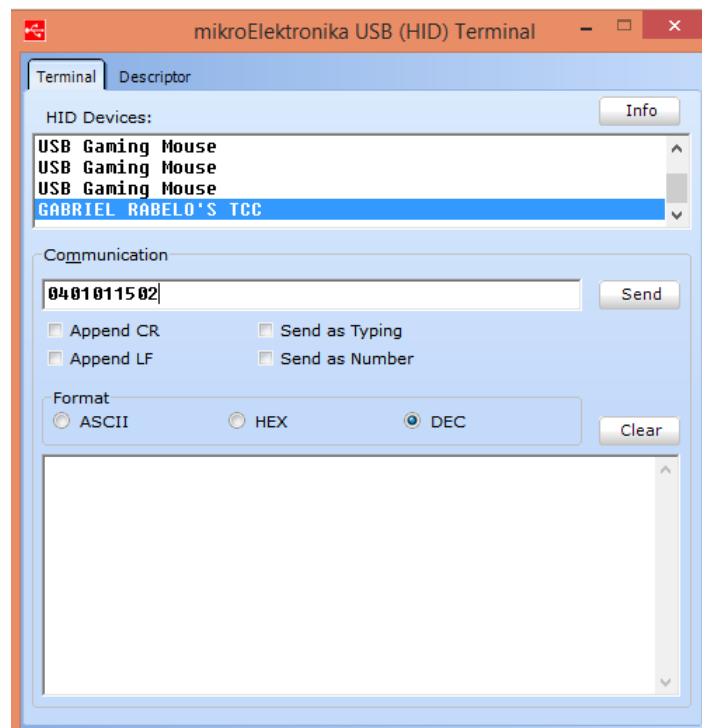 mikroElektronika USB (HID) Terminal
Terminal Descriptor
HID Devices: Info
USB Gaming Mouse
USB Gaming Mouse
USB Gaming Mouse
GABRIEL RABELO'S TCC
Communication
0401011502 Send
Append CR Send as Typing
Append LF Send as Number
Format
ASCII HEX DEC Clear